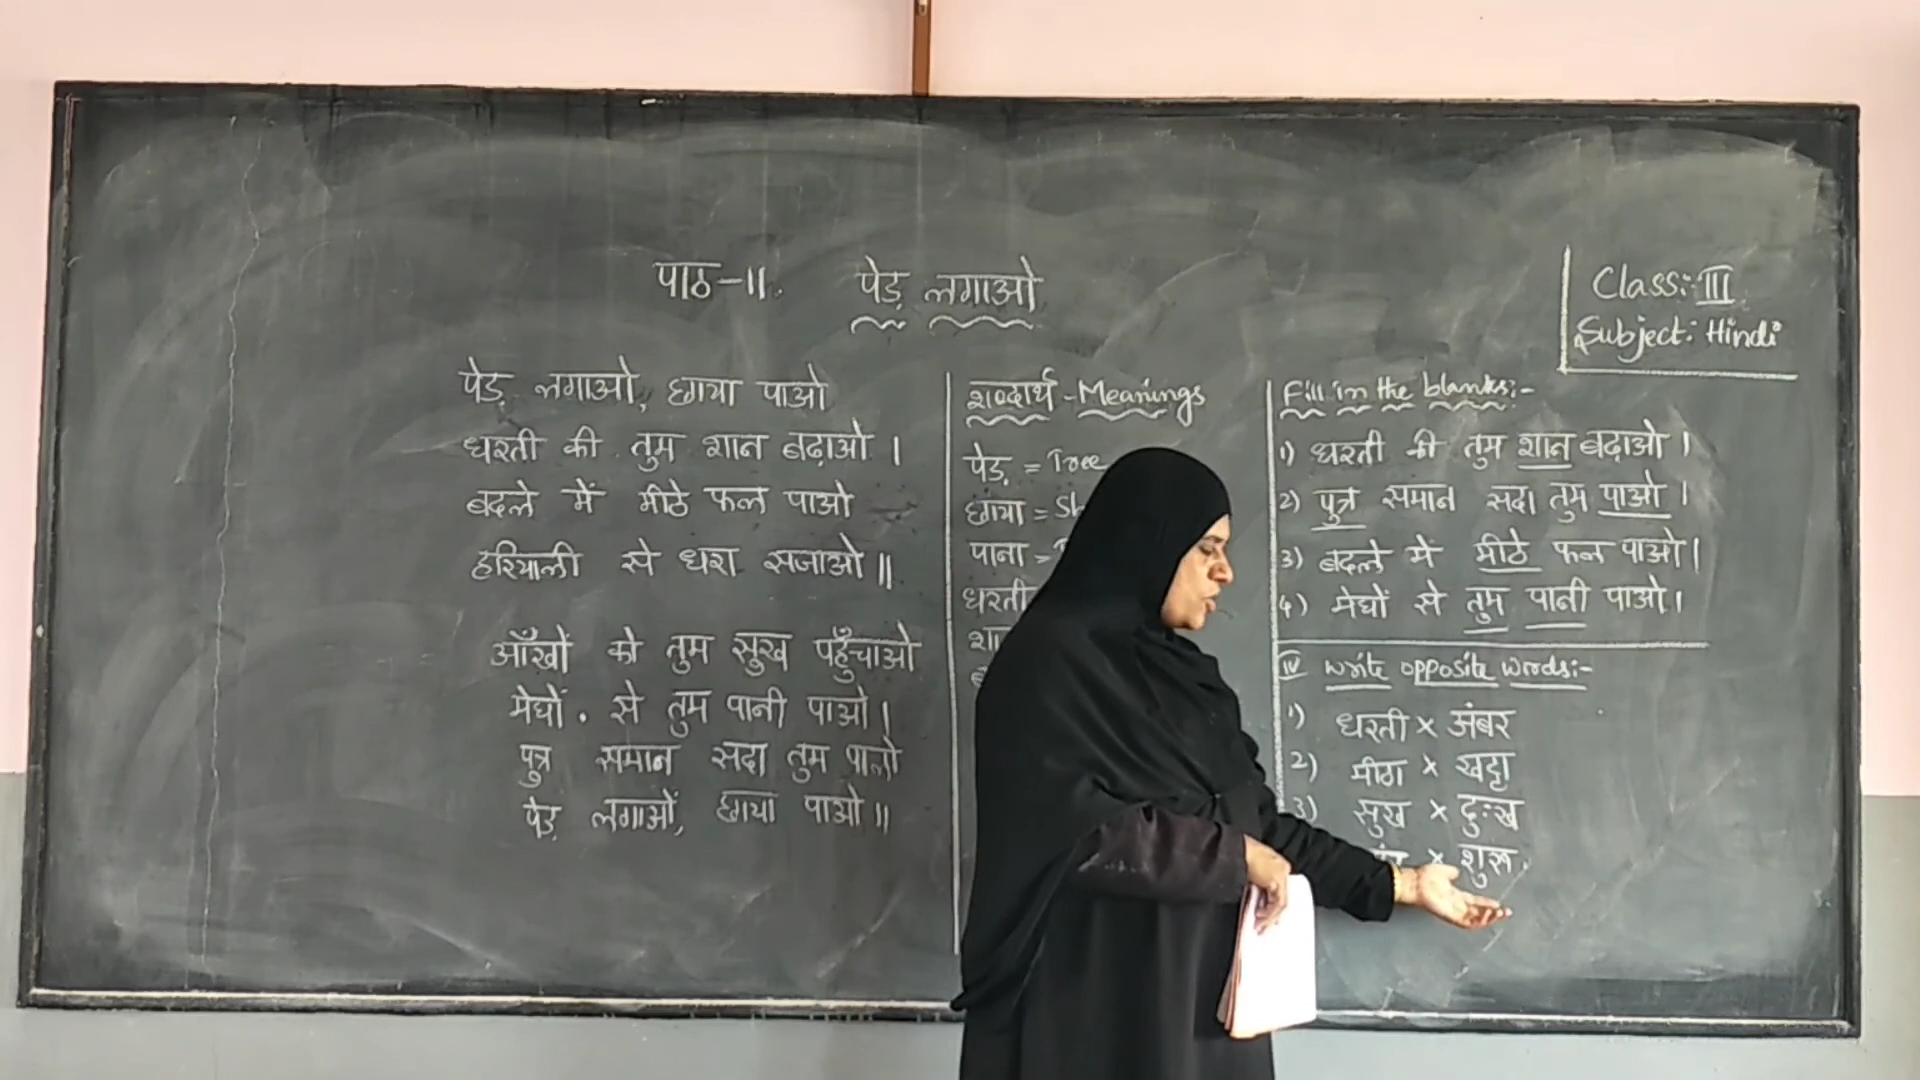 पाठ-11. पेड़ लगाओ
Class: III
Subject: Hindi
पेड़ लगाओ, छाया पाओ
धरती की तुम शान बढ़ाओ ।
बदले में मीठे फल पाओ
हरियाली से धरा सजाओ ॥
आँखों को तुम सुख पहुँचाओ
मेघों . से तुम पानी पाओ ।
पुत्र समान सदा तुम पालो
पेड़ लगाओं, छाया पाओ ॥
शब्दार्थ - Meanings
पेड़ = Tree
छाया =
पाना =
धरती
Fill in the blanks:-
1) धरती की तुम शान बढ़ाओ ।
2) पुत्र समान सदा तुम पाओ ।
3) बदले में मीठे फल पाओ ।
4) मेघों से तुम पानी पाओ ।
IV write opposite words:-
1) धरती × अंबर
2) मीठा × खट्टा
3) सुख × दुःख
× शुरू .